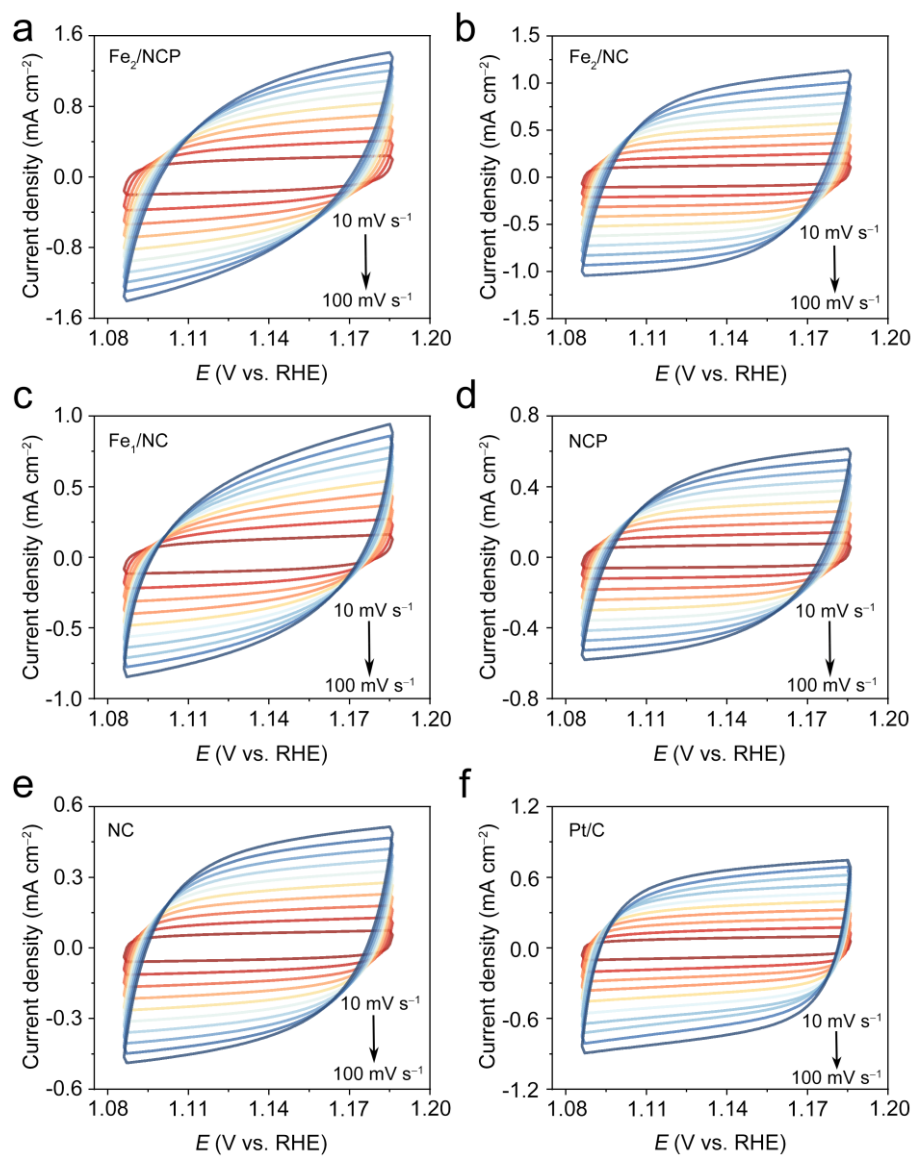 a
Fe₂/NCP
Current density (mA cm⁻²)
1.6
0.8
0.0
-0.8
-1.6
10 mV s⁻¹
100 mV s⁻¹
1.08 1.11 1.14 1.17 1.20
E (V vs. RHE)
b
Fe₂/NC
Current density (mA cm⁻²)
1.5
1.0
0.5
0.0
-0.5
-1.0
-1.5
10 mV s⁻¹
100 mV s⁻¹
1.08 1.11 1.14 1.17 1.20
E (V vs. RHE)
c
Fe₁/NC
Current density (mA cm⁻²)
1.0
0.5
0.0
-0.5
-1.0
10 mV s⁻¹
100 mV s⁻¹
1.08 1.11 1.14 1.17 1.20
E (V vs. RHE)
d
NCP
Current density (mA cm⁻²)
0.8
0.4
0.0
-0.4
-0.8
10 mV s⁻¹
100 mV s⁻¹
1.08 1.11 1.14 1.17 1.20
E (V vs. RHE)
e
NC
Current density (mA cm⁻²)
0.6
0.3
0.0
-0.3
-0.6
10 mV s⁻¹
100 mV s⁻¹
1.08 1.11 1.14 1.17 1.20
E (V vs. RHE)
f
Pt/C
Current density (mA cm⁻²)
1.2
0.6
0.0
-0.6
-1.2
10 mV s⁻¹
100 mV s⁻¹
1.08 1.11 1.14 1.17 1.20
E (V vs. RHE)